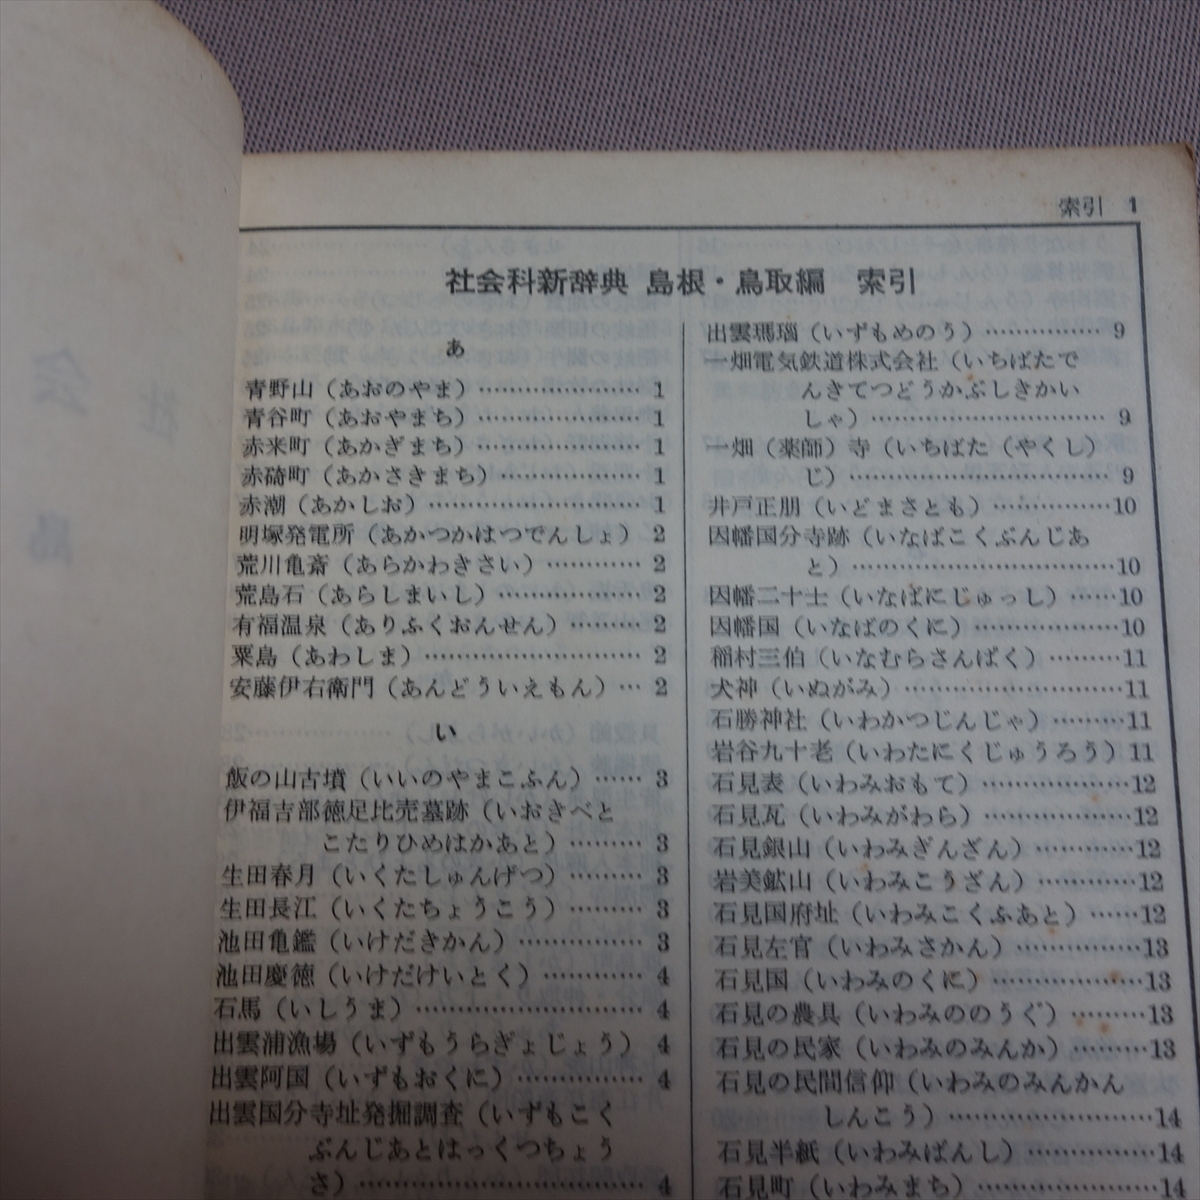 索引 1
社会科新辞典 島根・鳥取編 索引
あ
青野山（あおのやま）…………………1
青谷町（あおやまち）…………………1
赤来町（あかぎまち）…………………1
赤碕町（あかさきまち）………………1
赤潮（あかしお）………………………1
明塚発電所（あかつかはつでんしょ） 2
荒川亀斎（あらかわきさい）…………2
荒島石（あらしまいし）………………2
有福温泉（ありふくおんせん）………2
粟島（あわしま）………………………2
安藤伊右衛門（あんどういえもん）…2
い
飯の山古墳（いいのやまこふん）……3
伊福吉部徳足比売墓跡（いおきべと
こたりひめはかあと）………3
生田春月（いくたしゅんげつ）………3
生田長江（いくたちょうこう）………3
池田亀鑑（いけだきかん）……………3
池田慶徳（いけだけいとく）…………4
石馬（いしうま）………………………4
出雲浦漁場（いずもうらぎょじょう） 4
出雲阿国（いずもおくに）……………4
出雲国分寺址発掘調査（いずもこく
ぶんじあとはっくつちょう
さ）……………………………4
出雲瑪瑙（いずもめのう）……………9
一畑電気鉄道株式会社（いちばたで
んきてつどうかぶしきかい
しゃ）…………………………9
一畑（薬師）寺（いちばた（やくし）
じ）……………………………9
井戸正朋（いどまさとも）……………10
因幡国分寺跡（いなばこくぶんじあ
と）……………………………10
因幡二十士（いなばにじゅっし）……10
因幡国（いなばのくに）………………10
稲村三伯（いなむらさんぱく）………11
犬神（いぬがみ）………………………11
石勝神社（いわかつじんじゃ）………11
岩谷九十老（いわたにくじゅうろう）11
石見表（いわみおもて）………………12
石見瓦（いわみがわら）………………12
石見銀山（いわみぎんざん）…………12
岩美鉱山（いわみこうざん）…………12
石見国府址（いわみこくふあと）……12
石見左官（いわみさかん）……………13
石見国（いわみのくに）………………13
石見の農具（いわみののうぐ）………13
石見の民家（いわみのみんか）………13
石見の民間信仰（いわみのみんかん
しんこう）……………………14
石見半紙（いわみばんし）……………14
石見町（いわみまち）…………………14